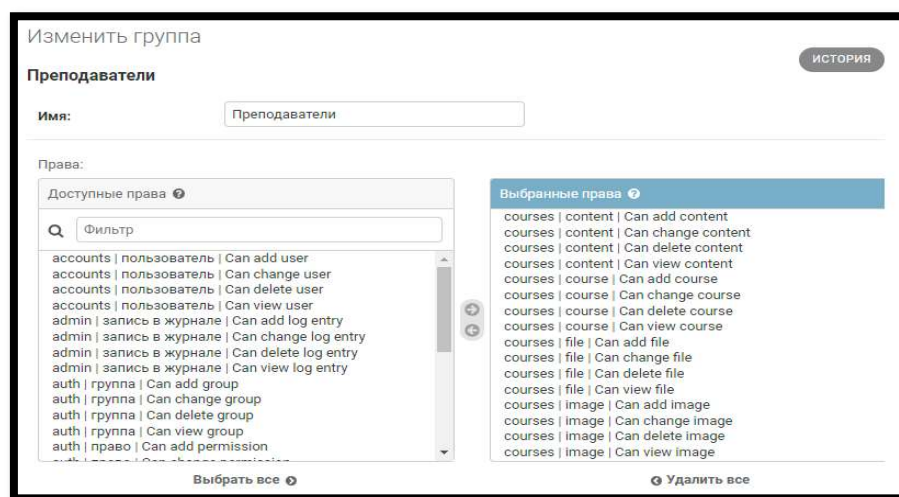 Изменить группа
ИСТОРИЯ
Преподаватели
Имя:
Преподаватели
Права:
Доступные права
Фильтр
accounts | пользователь | Can add user
accounts | пользователь | Can change user
accounts | пользователь | Can delete user
accounts | пользователь | Can view user
admin | запись в журнале | Can add log entry
admin | запись в журнале | Can change log entry
admin | запись в журнале | Can delete log entry
admin | запись в журнале | Can view log entry
auth | группа | Can add group
auth | группа | Can change group
auth | группа | Can delete group
auth | группа | Can view group
auth | право | Can add permission
Выбрать все
Выбранные права
courses | content | Can add content
courses | content | Can change content
courses | content | Can delete content
courses | content | Can view content
courses | course | Can add course
courses | course | Can change course
courses | course | Can delete course
courses | course | Can view course
courses | file | Can add file
courses | file | Can change file
courses | file | Can delete file
courses | file | Can view file
courses | image | Can add image
courses | image | Can change image
courses | image | Can delete image
courses | image | Can view image
Удалить все